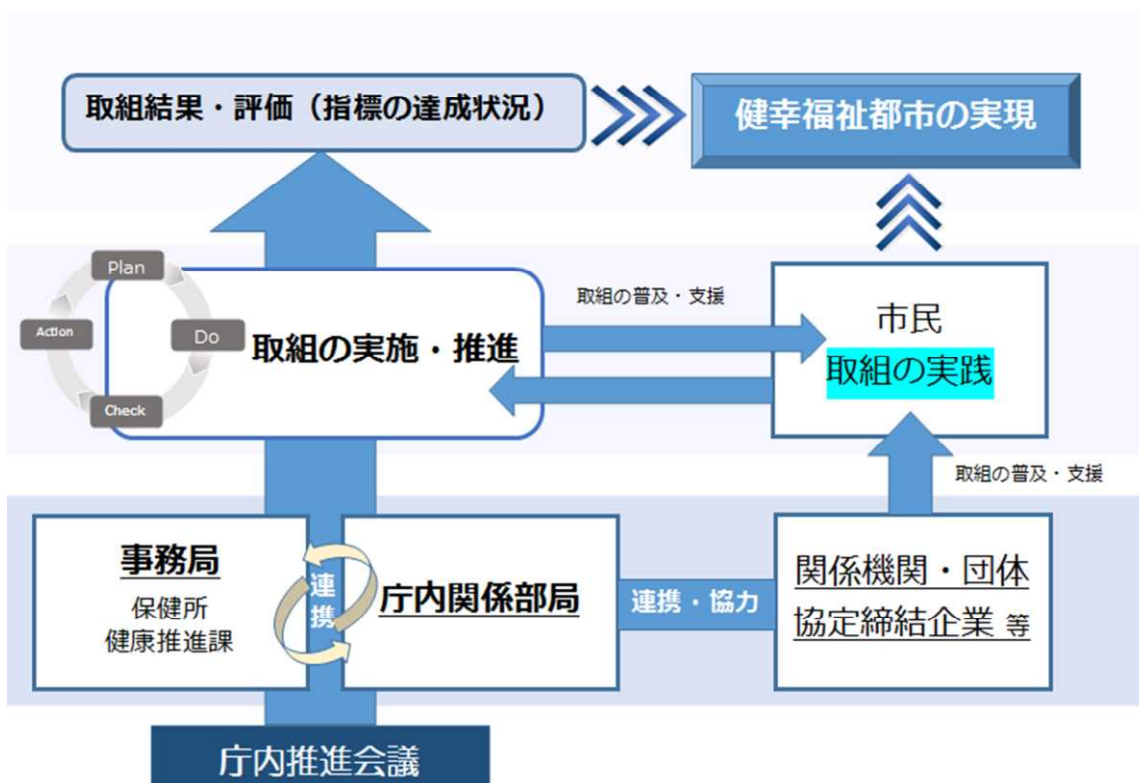 取組結果・評価（指標の達成状況）
健幸福祉都市の実現
Plan
Do
Check
Action
取組の実施・推進
取組の普及・支援
市民
取組の実践
取組の普及・支援
事務局
保健所
健康推進課
連携
庁内関係部局
連携・協力
関係機関・団体
協定締結企業 等
庁内推進会議